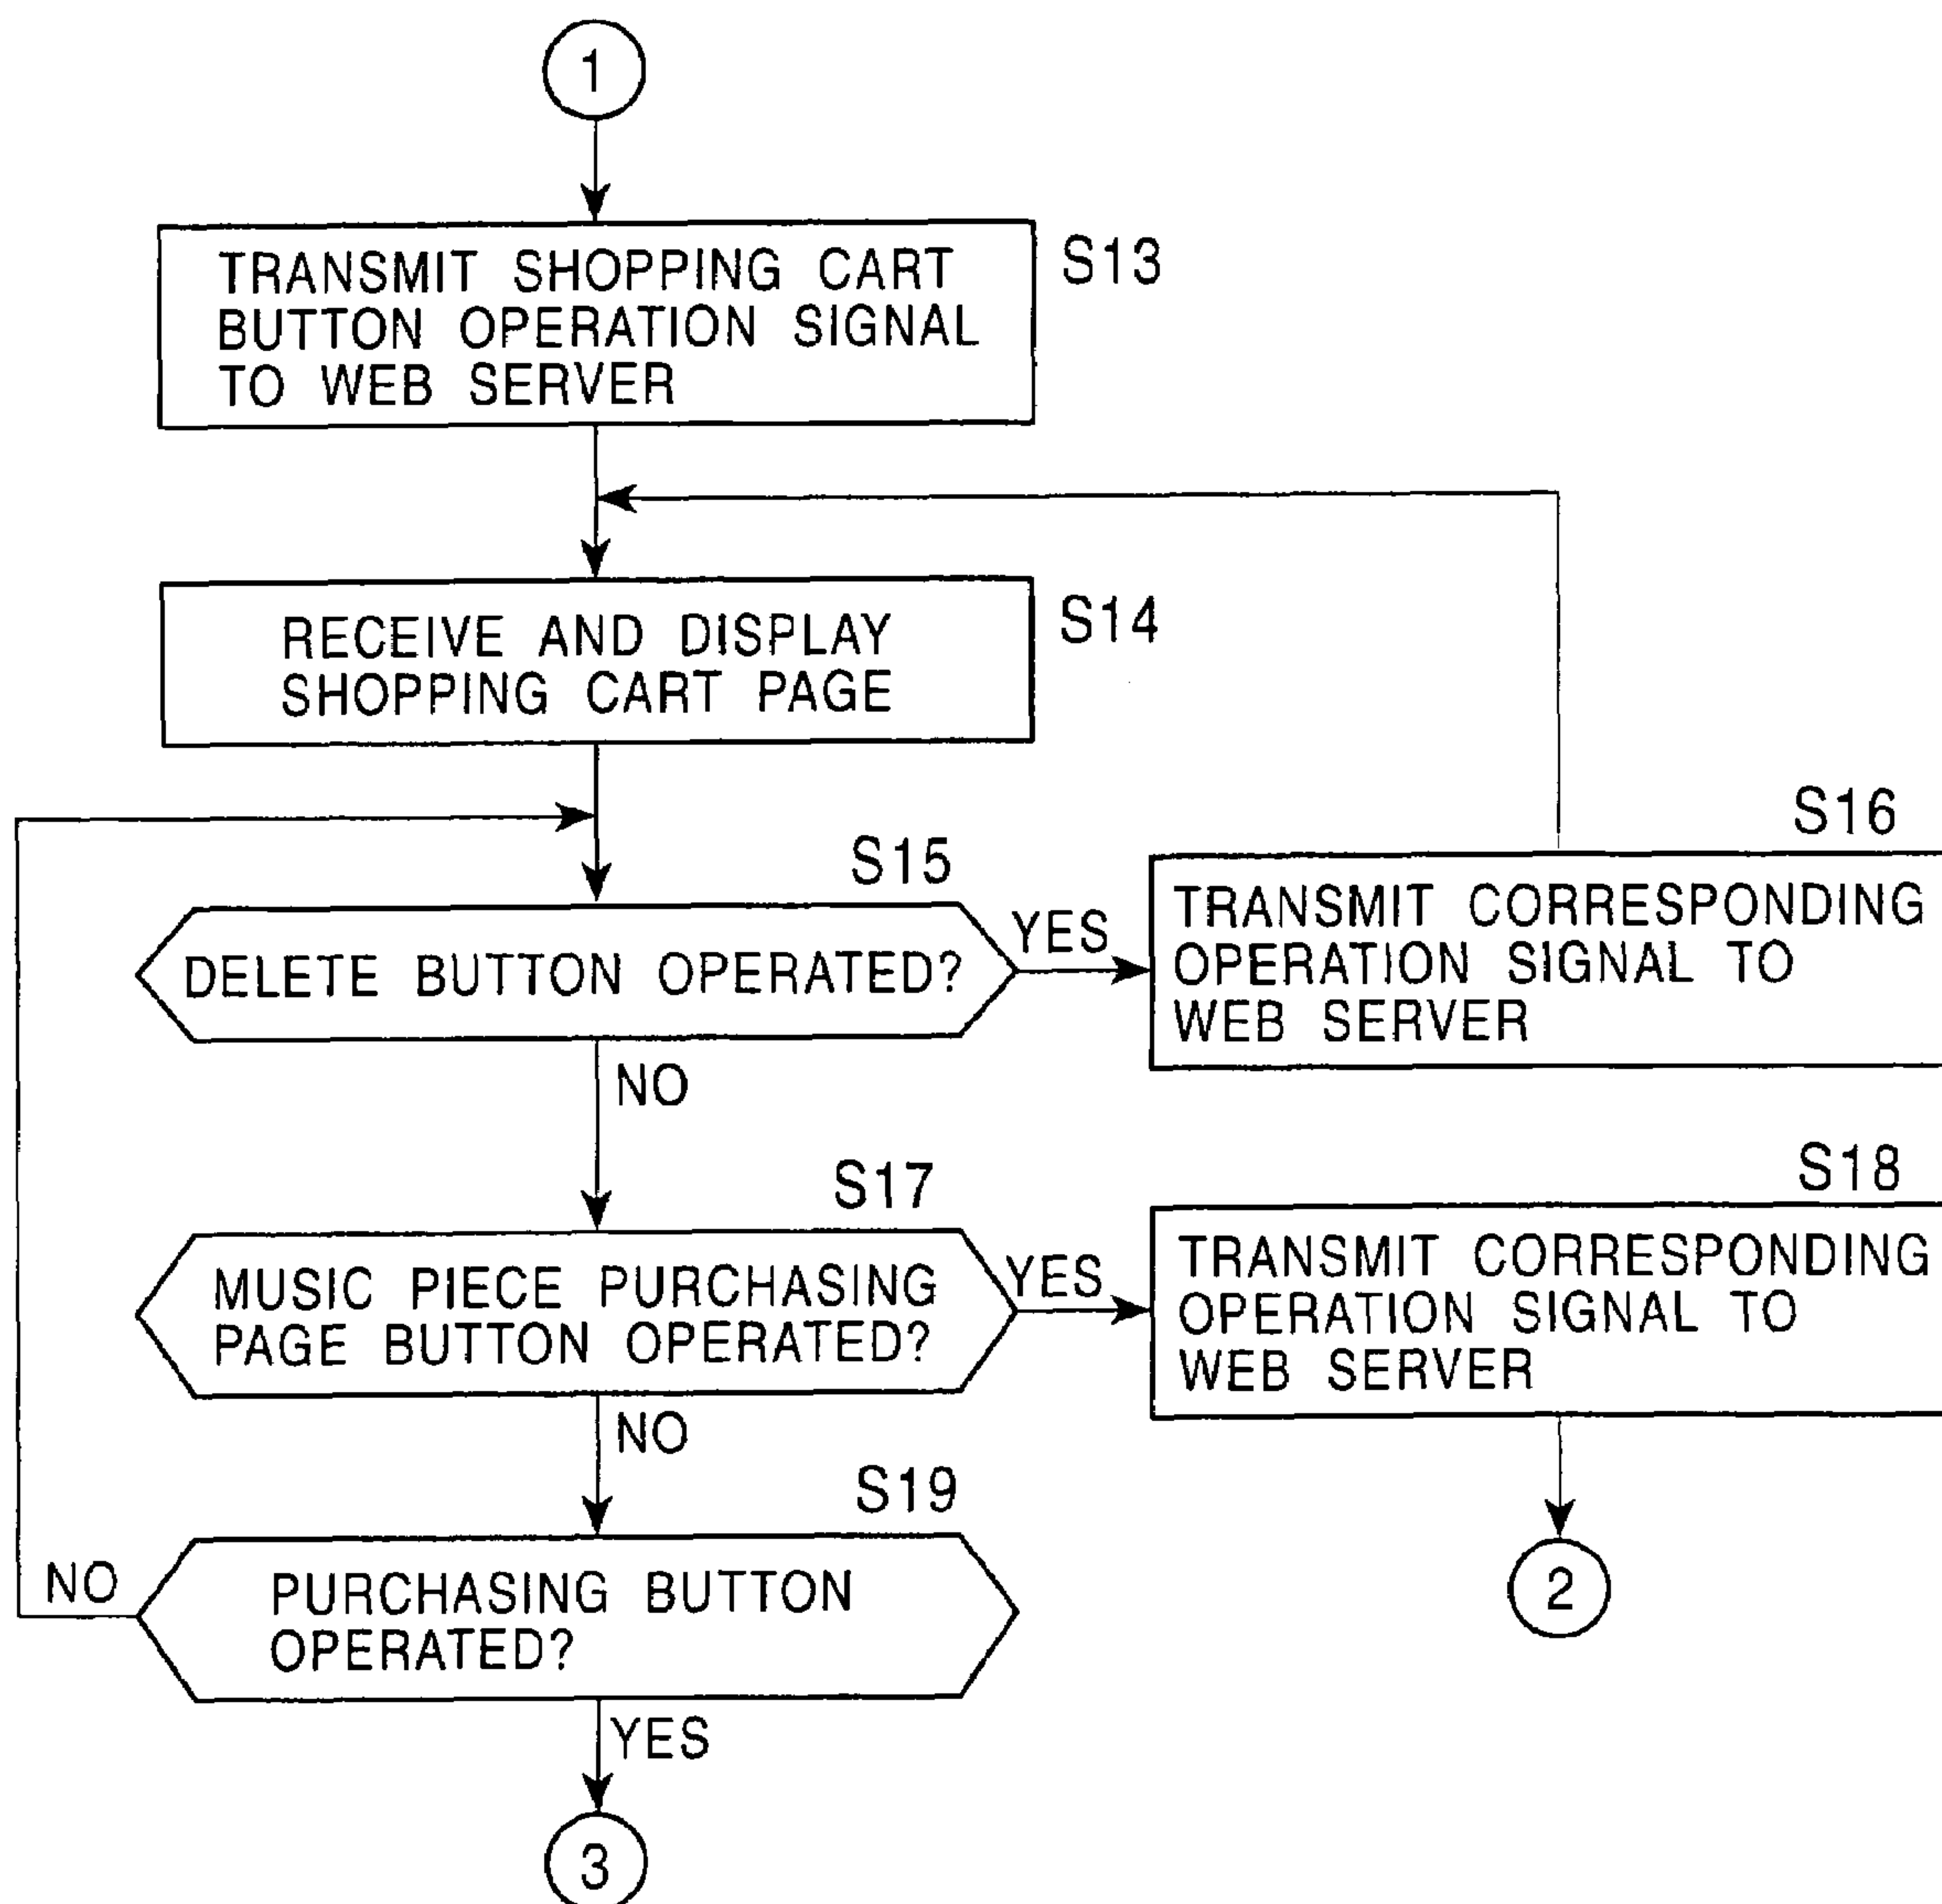 1
TRANSMIT SHOPPING CART
BUTTON OPERATION SIGNAL
TO WEB SERVER
S13
RECEIVE AND DISPLAY
SHOPPING CART PAGE
S14
S15
DELETE BUTTON OPERATED?
YES
S16
TRANSMIT CORRESPONDING
OPERATION SIGNAL TO
WEB SERVER
NO
S17
MUSIC PIECE PURCHASING
PAGE BUTTON OPERATED?
YES
S18
TRANSMIT CORRESPONDING
OPERATION SIGNAL TO
WEB SERVER
NO
2
S19
PURCHASING BUTTON
OPERATED?
NO
YES
3